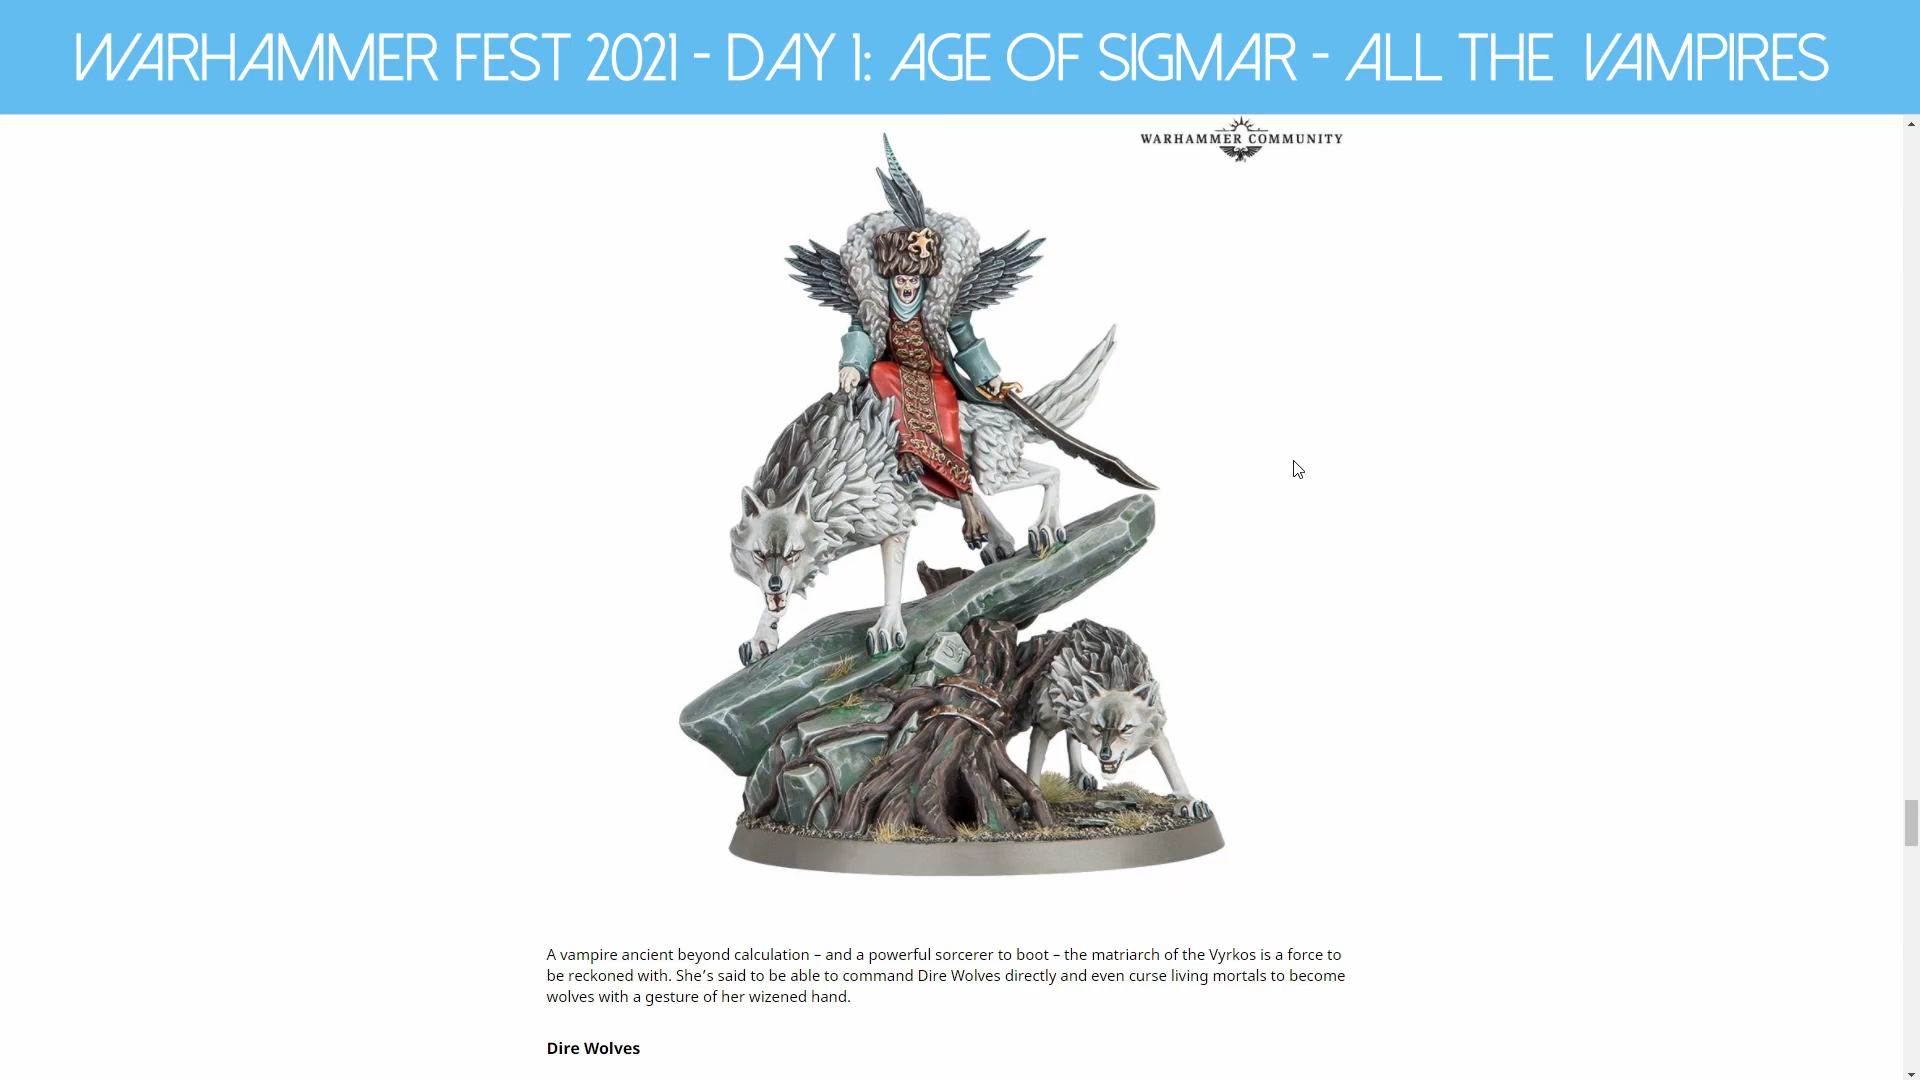 WARHAMMER FEST 2021 - DAY 1: AGE OF SIGMAR - ALL THE VAMPIRES
WARHAMMER COMMUNITY
A vampire ancient beyond calculation – and a powerful sorcerer to boot – the matriarch of the Vyrkos is a force to
be reckoned with. She’s said to be able to command Dire Wolves directly and even curse living mortals to become
wolves with a gesture of her wizened hand.
Dire Wolves